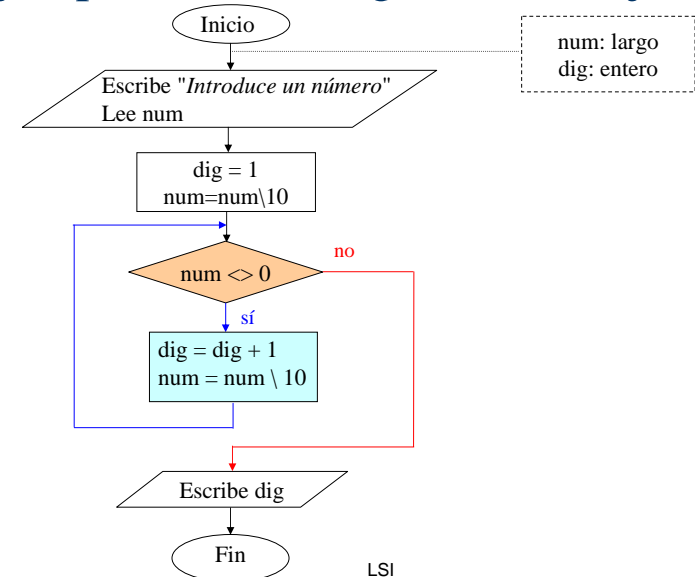 Inicio
num: largo
dig: entero
Escribe "Introduce un número"
Lee num
dig = 1
num=num\10
num <> 0
no
sí
dig = dig + 1
num = num \ 10
Escribe dig
Fin
LSI